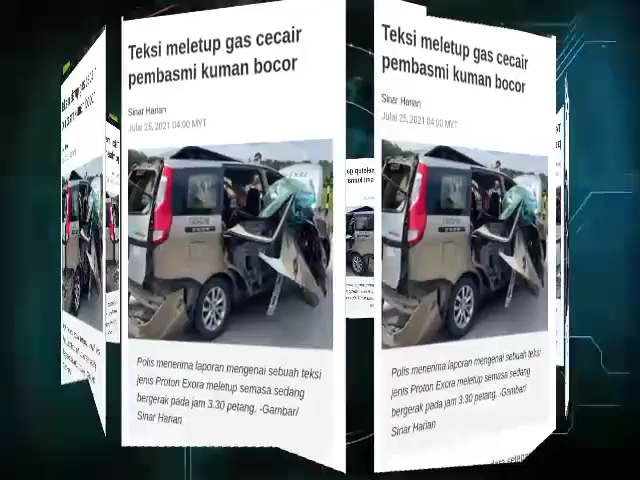 Teksi meletup gas cecair
pembasmi kuman bocor
Sinar Harian
Julai 25, 2021 04:00 MYT
Polis menerima laporan mengenai sebuah teksi
jenis Proton Exora meletup semasa sedang
bergerak pada jam 3.30 petang. -Gambar/
Sinar Harian
Teksi meletup gas cecair
pembasmi kuman bocor
Sinar Harian
Julai 25, 2021 04:00 MYT
Polis menerima laporan mengenai sebuah teksi
jenis Proton Exora meletup semasa sedang
bergerak pada jam 3.30 petang. -Gambar/
Sinar Harian